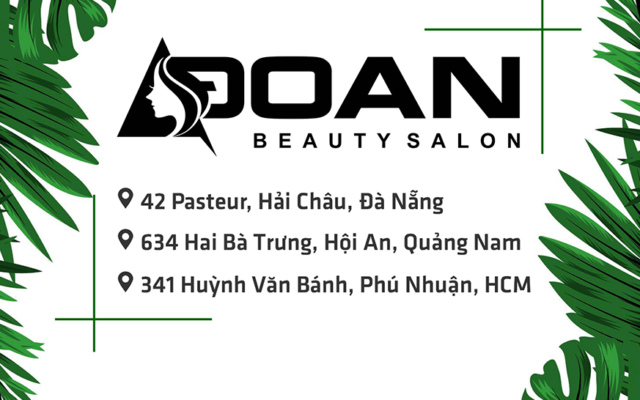 ĐOAN
BEAUTY SALON
42 Pasteur, Hải Châu, Đà Nẵng
634 Hai Bà Trưng, Hội An, Quảng Nam
341 Huỳnh Văn Bánh, Phú Nhuận, HCM